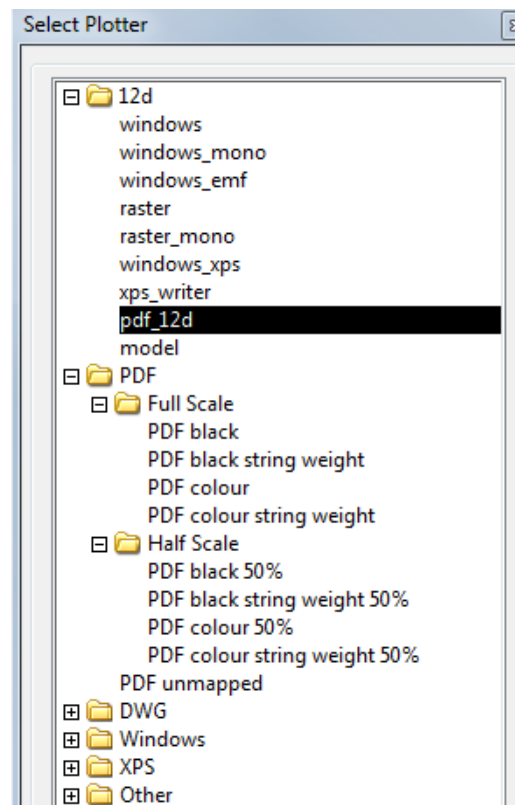 Select Plotter
12d
windows
windows_mono
windows_emf
raster
raster_mono
windows_xps
xps_writer
pdf_12d
model
PDF
Full Scale
PDF black
PDF black string weight
PDF colour
PDF colour string weight
Half Scale
PDF black 50%
PDF black string weight 50%
PDF colour 50%
PDF colour string weight 50%
PDF unmapped
DWG
Windows
XPS
Other